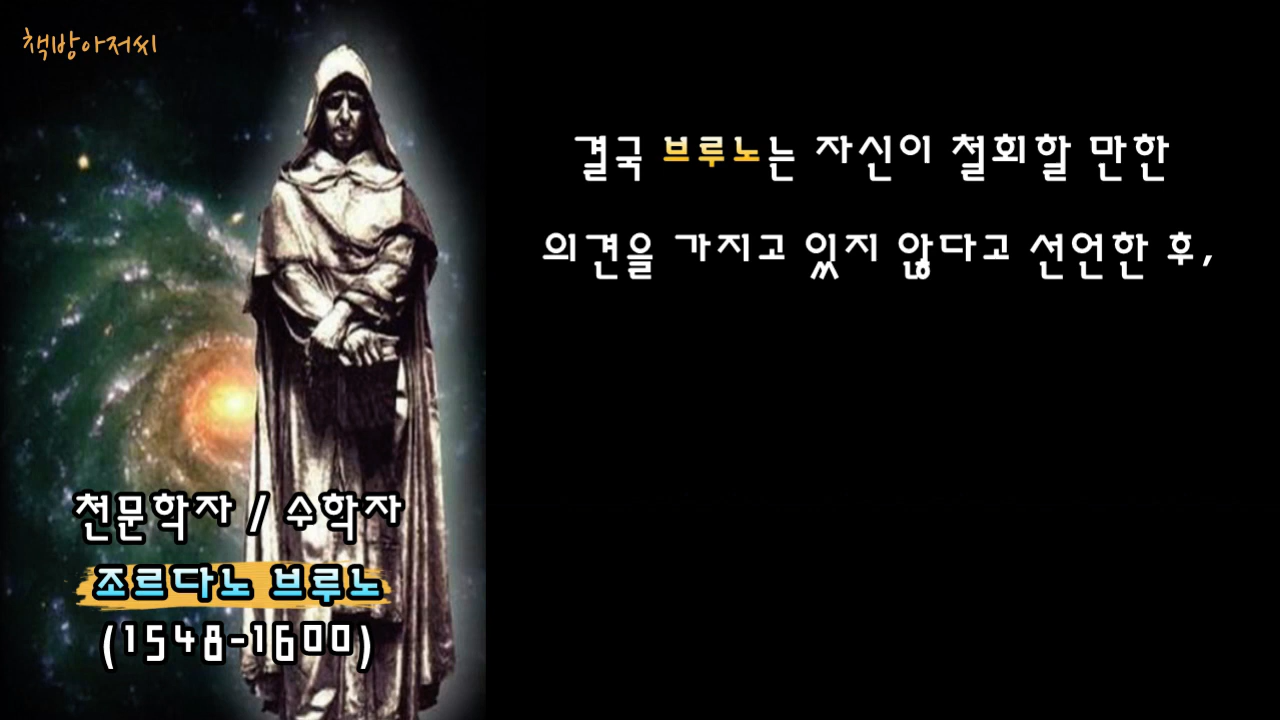 책방아저씨
결국 브루노는 자신이 철회할 만한
의견을 가지고 있지 않다고 선언한 후,
천문학자 / 수학자
조르다노 브루노
(1548-1600)